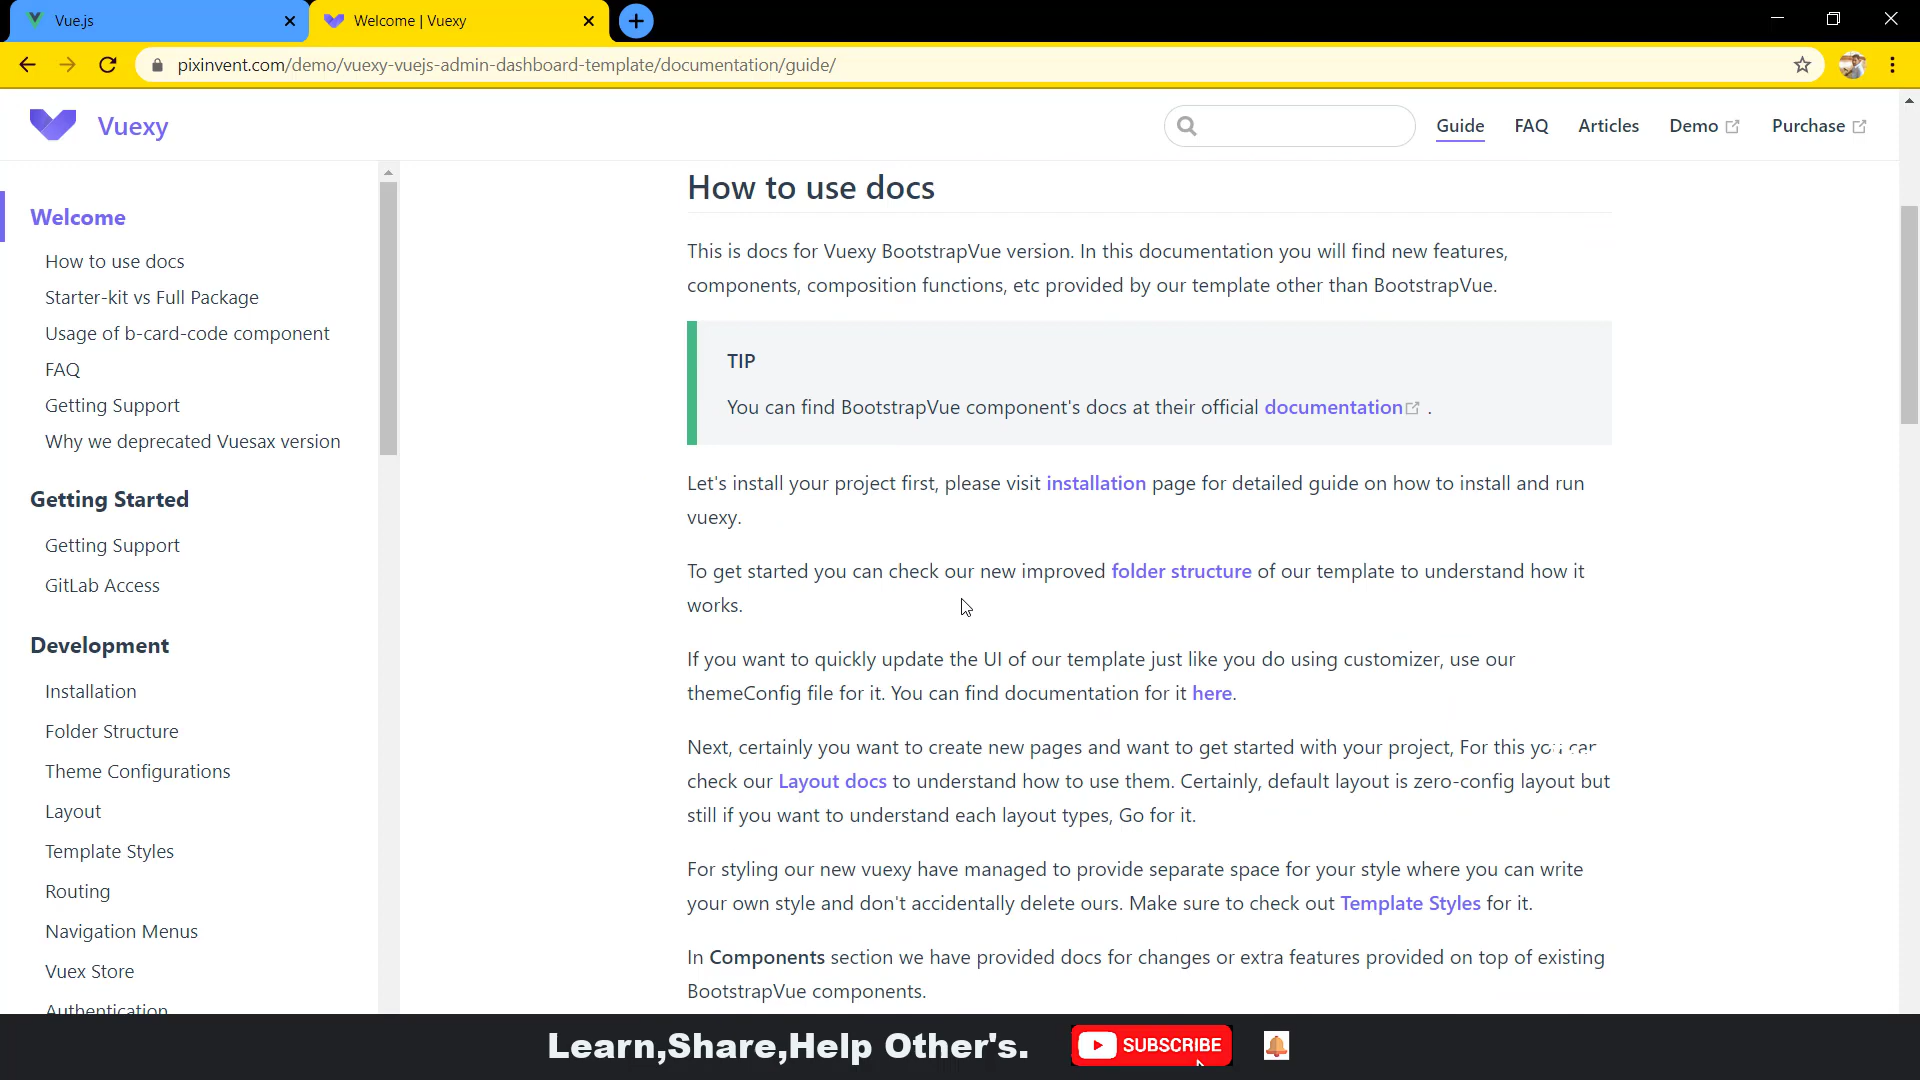 Vue.js
Welcome | Vuexy
pixinvent.com/demo/vuexy-vuejs-admin-dashboard-template/documentation/guide/
Vuexy
Guide
FAQ
Articles
Demo
Purchase
Welcome
How to use docs
Starter-kit vs Full Package
Usage of b-card-code component
FAQ
Getting Support
Why we deprecated Vuesax version
Getting Started
Getting Support
GitLab Access
Development
Installation
Folder Structure
Theme Configurations
Layout
Template Styles
Routing
Navigation Menus
Vuex Store
Authentication
How to use docs
This is docs for Vuexy BootstrapVue version. In this documentation you will find new features,
components, composition functions, etc provided by our template other than BootstrapVue.
TIP
You can find BootstrapVue component's docs at their official documentation .
Let's install your project first, please visit installation page for detailed guide on how to install and run
vuexy.
To get started you can check our new improved folder structure of our template to understand how it
works.
If you want to quickly update the UI of our template just like you do using customizer, use our
themeConfig file for it. You can find documentation for it here.
Next, certainly you want to create new pages and want to get started with your project, For this you can
check our Layout docs to understand how to use them. Certainly, default layout is zero-config layout but
still if you want to understand each layout types, Go for it.
For styling our new vuexy have managed to provide separate space for your style where you can write
your own style and don't accidentally delete ours. Make sure to check out Template Styles for it.
In Components section we have provided docs for changes or extra features provided on top of existing
BootstrapVue components.
Learn,Share,Help Other's.
SUBSCRIBE